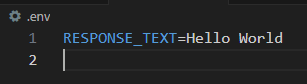 .env
1 RESPONSE_TEXT=Hello World
2